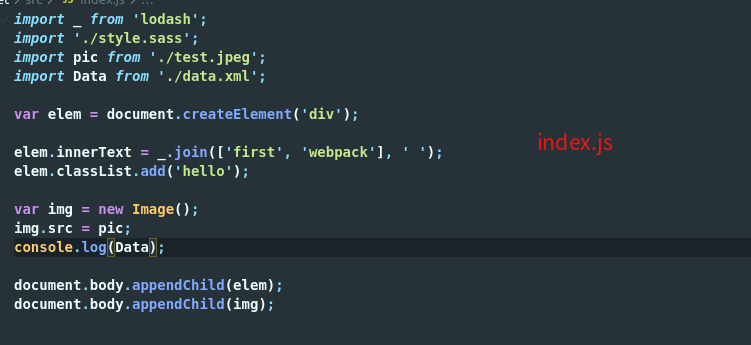 src > JS index.js > ...
import _ from 'lodash';
import './style.sass';
import pic from './test.jpeg';
import Data from './data.xml';
var elem = document.createElement('div');
elem.innerText = _.join(['first', 'webpack'], ' ');
index.js
elem.classList.add('hello');
var img = new Image();
img.src = pic;
console.log(Data);
document.body.appendChild(elem);
document.body.appendChild(img);